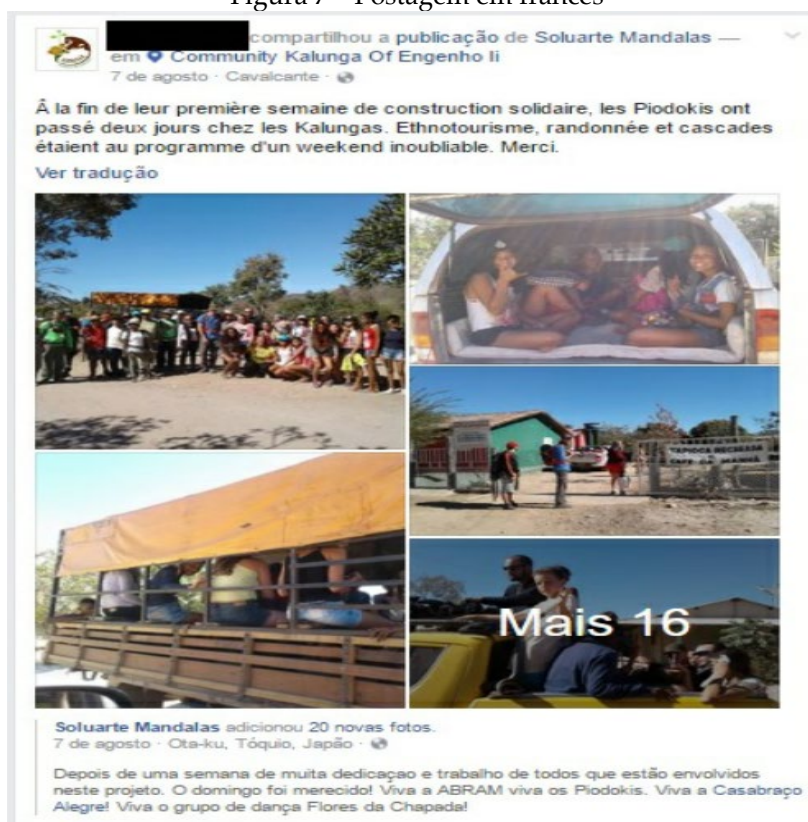 Figura 7 – Postagem em francês
compartilhou a publicação de Soluarte Mandalas —
em Community Kalunga Of Engenho Ii
7 de agosto · Cavalcante ·
Â la fin de leur première semaine de construction solidaire, les Piodokis ont
passé deux jours chez les Kalungas. Ethnotourisme, randonnée et cascades
étaient au programme d'un weekend inoubliable. Merci.
Ver tradução
TAPIOCA RECHEADA
CAFÉ DA MANHÃ
Mais 16
Soluarte Mandalas adicionou 20 novas fotos.
7 de agosto · Ota-ku, Tóquio, Japão ·
Depois de uma semana de muita dedicaçao e trabalho de todos que estão envolvidos
neste projeto. O domingo foi merecido! Viva a ABRAM viva os Piodokis. Viva a Casabraço
Alegre! Viva o grupo de dança Flores da Chapada!